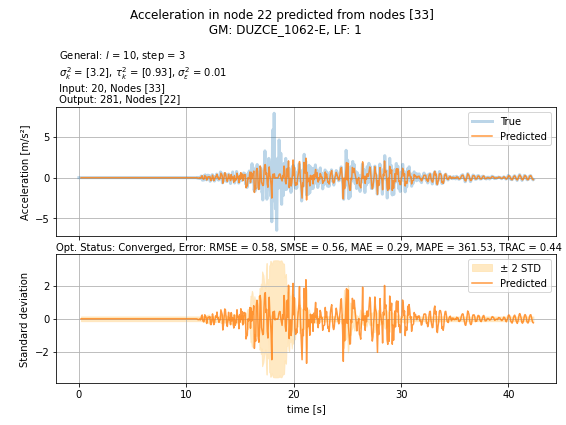 Acceleration in node 22 predicted from nodes [33]
GM: DUZCE_1062-E, LF: 1
General: l = 10, step = 3
σ²ₖ = [3.2], τ²ₖ = [0.93], σ²ε = 0.01
Input: 20, Nodes [33]
Output: 281, Nodes [22]
Acceleration [m/s²]
5
0
−5
True
Predicted
Opt. Status: Converged, Error: RMSE = 0.58, SMSE = 0.56, MAE = 0.29, MAPE = 361.53, TRAC = 0.44
Standard deviation
2
0
−2
± 2 STD
Predicted
0 10 20 30 40
time [s]